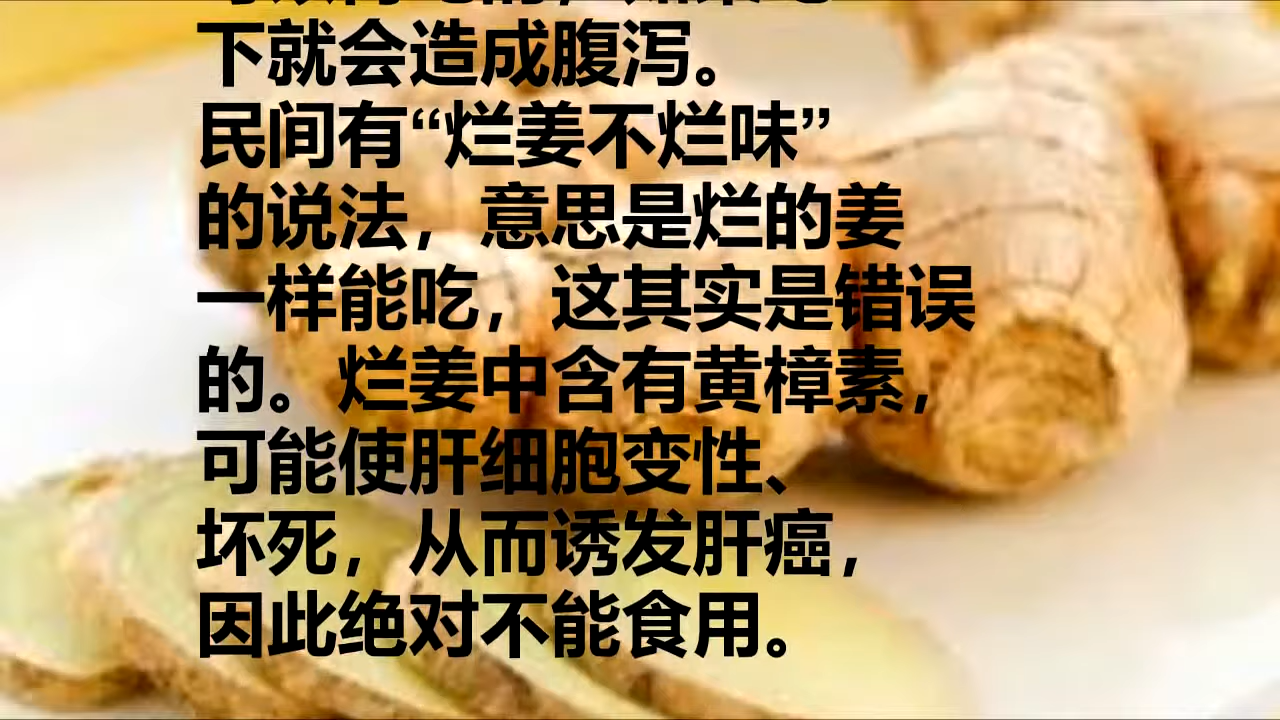 下就会造成腹泻。
民间有“烂姜不烂味”
的说法，意思是烂的姜
一样能吃，这其实是错误
的。烂姜中含有黄樟素，
可能使肝细胞变性、
坏死，从而诱发肝癌，
因此绝对不能食用。